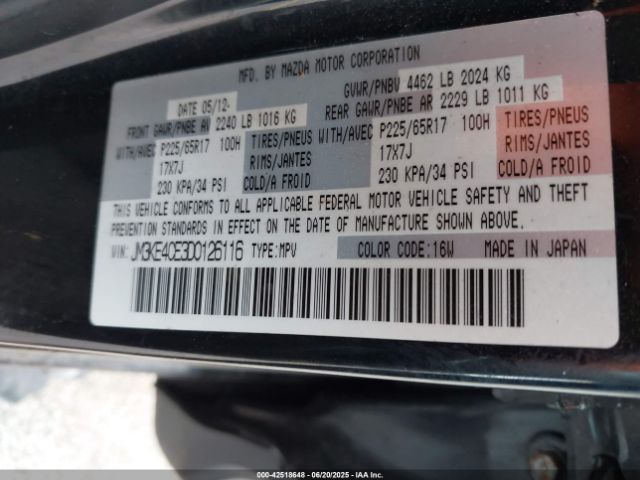 MFD. BY MAZDA MOTOR CORPORATION
DATE 05/12- GVWR/PNBV 4462 LB 2024 KG
FRONT GAWR/PNBE AV 2240 LB 1016 KG REAR GAWR/PNBE AR 2229 LB 1011 KG
WITH/AVEC P225/65R17 100H TIRES/PNEUS WITH/AVEC P225/65R17 100H TIRES/PNEUS
17X7J RIMS/JANTES 17X7J RIMS/JANTES
230 KPA/34 PSI COLD/A FROID 230 KPA/34 PSI COLD/A FROID
THIS VEHICLE CONFORMS TO ALL APPLICABLE FEDERAL MOTOR VEHICLE SAFETY AND THEFT
PREVENTION STANDARDS IN EFFECT ON THE DATE OF MANUFACTURE SHOWN ABOVE.
VIN: JM3KE4CE3D0126116 TYPE:MPV COLOR CODE:16W MADE IN JAPAN
000-42518648 - 06/20/2025 - IAA Inc.